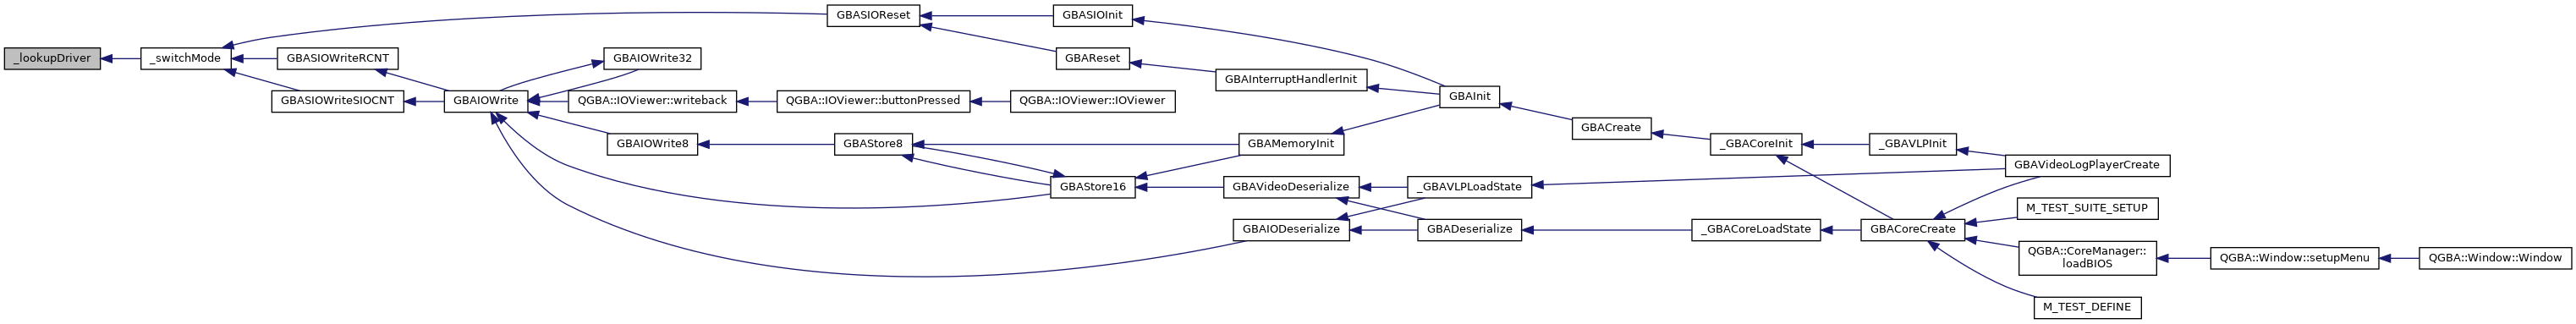 _lookupDriver
_switchMode
GBASIOReset
GBASIOInit
GBASIOWriteRCNT
GBASIOWriteSIOCNT
GBAIOWrite
GBAIOWrite32
QGBA::IOViewer::writeback
QGBA::IOViewer::buttonPressed
QGBA::IOViewer::IOViewer
GBAReset
GBAInterruptHandlerInit
GBAInit
GBAIOWrite8
GBAStore8
GBAStore16
GBAMemoryInit
GBAVideoDeserialize
GBAIODeserialize
_GBAVLPLoadState
GBADeserialize
GBACreate
_GBACoreInit
_GBACoreLoadState
_GBAVLPInit
GBACoreCreate
GBAVideoLogPlayerCreate
M_TEST_SUITE_SETUP
QGBA::CoreManager::
loadBIOS
M_TEST_DEFINE
QGBA::Window::setupMenu
QGBA::Window::Window